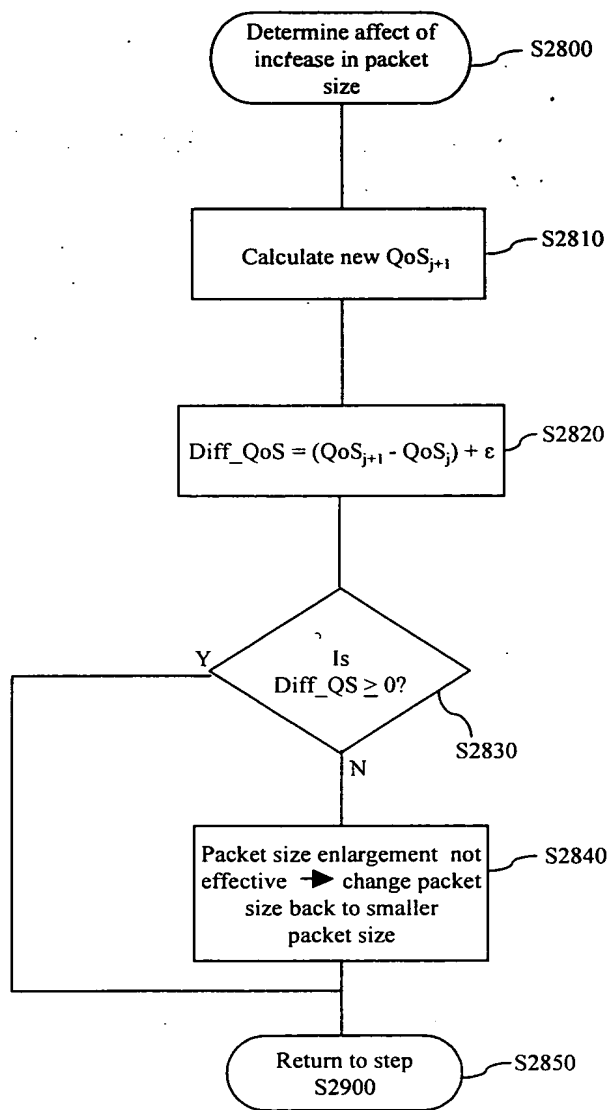 Determine affect of
increase in packet
size
S2800
Calculate new QoSj+1
S2810
Diff_QoS = (QoSj+1 - QoSj) + ε
S2820
Y
Is
Diff_QS ≥ 0?
S2830
N
Packet size enlargement not
effective → change packet
size back to smaller
packet size
S2840
Return to step
S2900
S2850